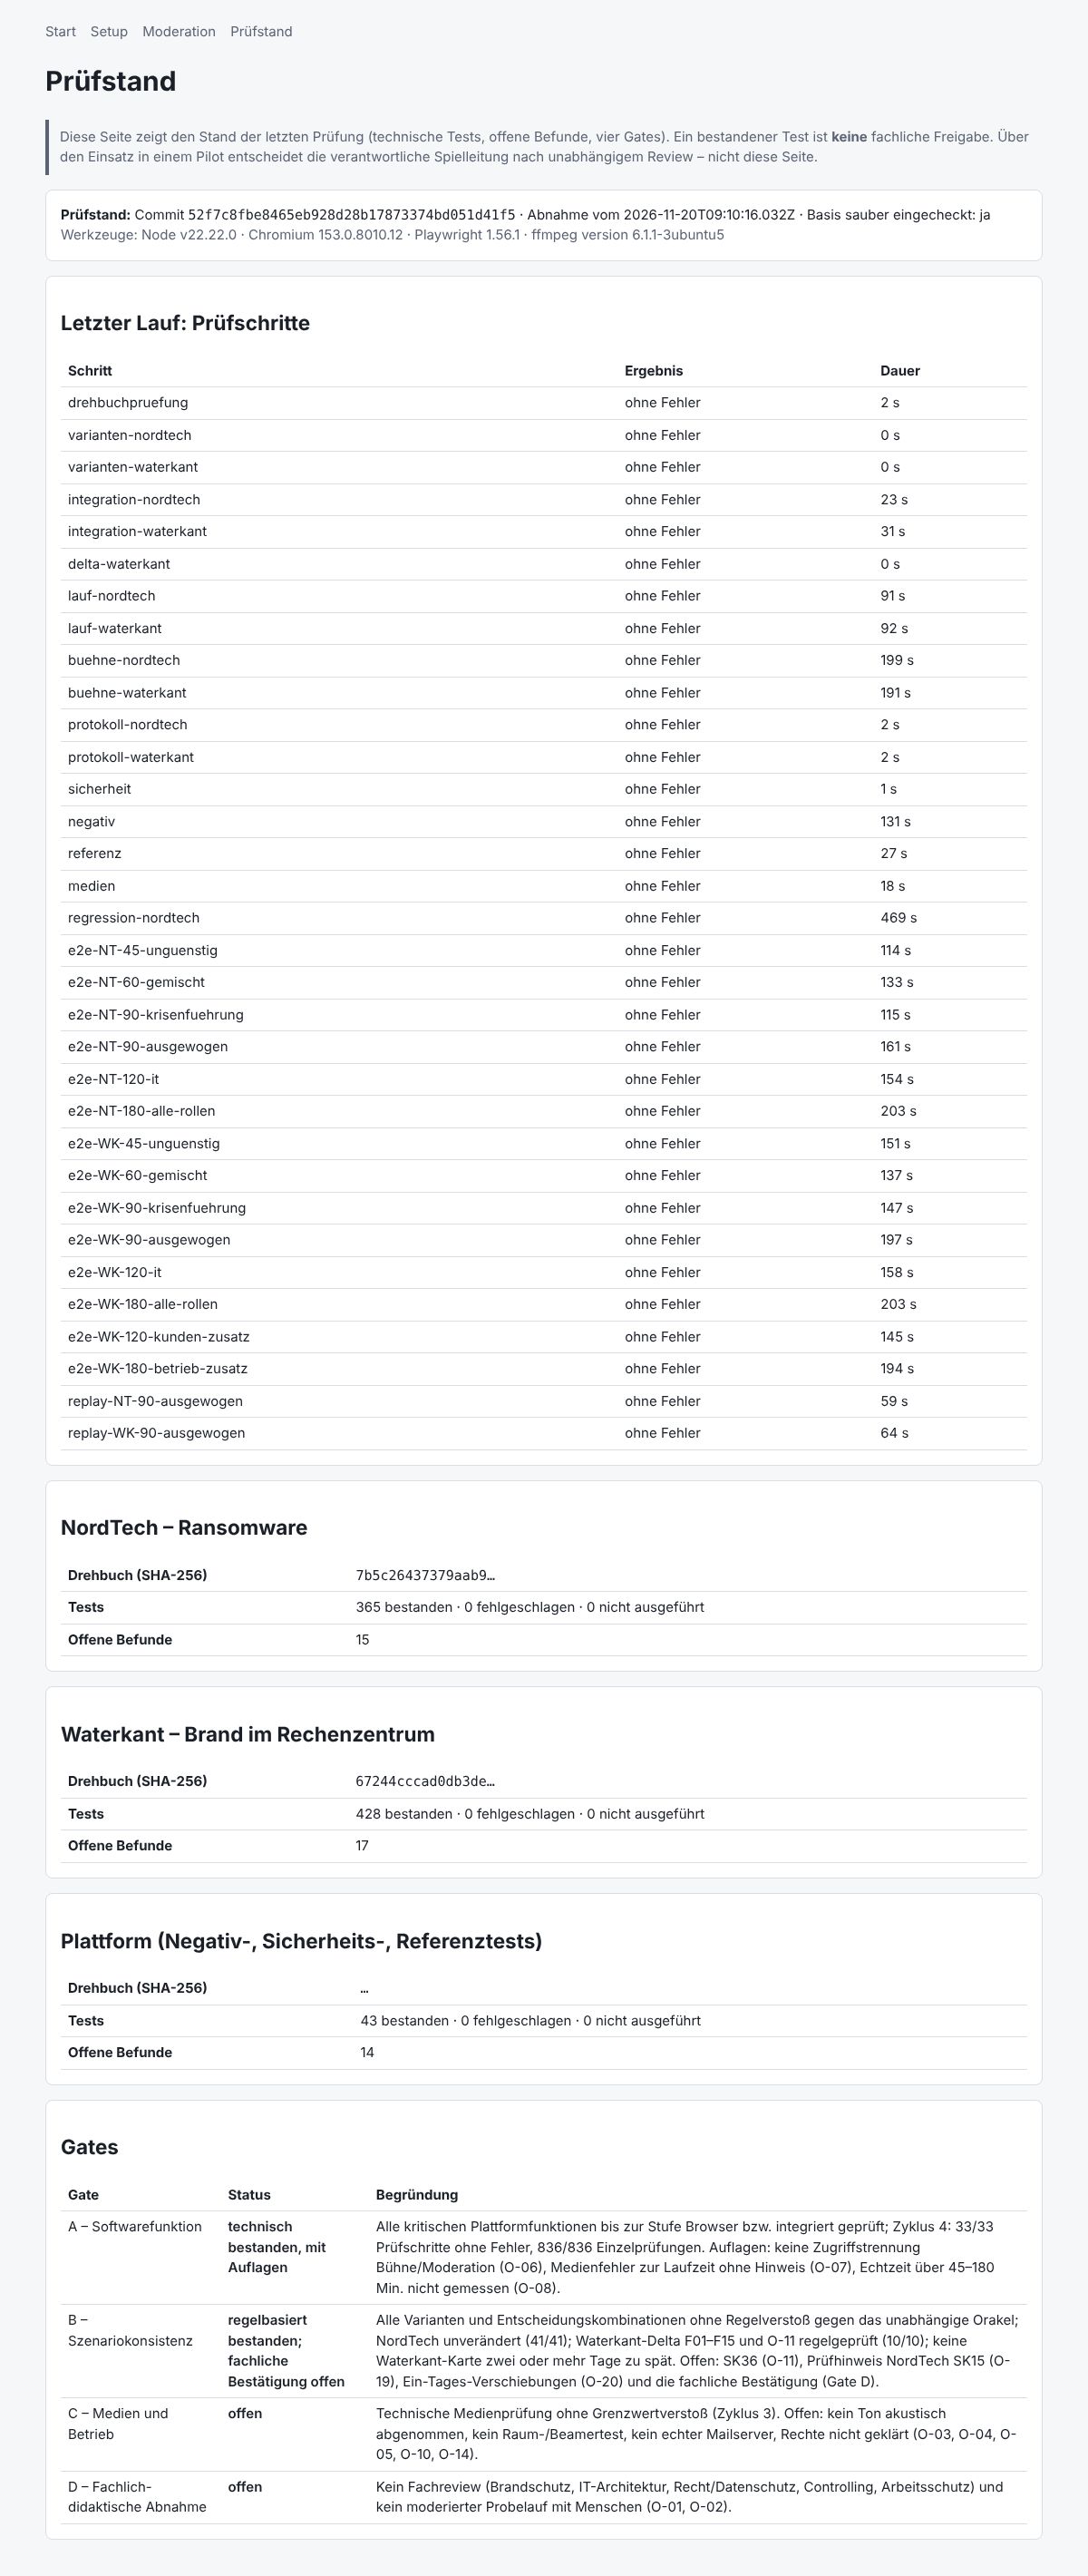 Start Setup Moderation Prüfstand
Prüfstand
Diese Seite zeigt den Stand der letzten Prüfung (technische Tests, offene Befunde, vier Gates). Ein bestandener Test ist keine fachliche Freigabe. Über
den Einsatz in einem Pilot entscheidet die verantwortliche Spielleitung nach unabhängigem Review – nicht diese Seite.
Prüfstand: Commit 52f7c8fbe8465eb928d28b17873374bd051d41f5 · Abnahme vom 2026-11-20T09:10:16.032Z · Basis sauber eingecheckt: ja
Werkzeuge: Node v22.22.0 · Chromium 153.0.8010.12 · Playwright 1.56.1 · ffmpeg version 6.1.1-3ubuntu5
Letzter Lauf: Prüfschritte
Schritt Ergebnis Dauer
drehbuchpruefung ohne Fehler 2 s
varianten-nordtech ohne Fehler 0 s
varianten-waterkant ohne Fehler 0 s
integration-nordtech ohne Fehler 23 s
integration-waterkant ohne Fehler 31 s
delta-waterkant ohne Fehler 0 s
lauf-nordtech ohne Fehler 91 s
lauf-waterkant ohne Fehler 92 s
buehne-nordtech ohne Fehler 199 s
buehne-waterkant ohne Fehler 191 s
protokoll-nordtech ohne Fehler 2 s
protokoll-waterkant ohne Fehler 2 s
sicherheit ohne Fehler 1 s
negativ ohne Fehler 131 s
referenz ohne Fehler 27 s
medien ohne Fehler 18 s
regression-nordtech ohne Fehler 469 s
e2e-NT-45-unguenstig ohne Fehler 114 s
e2e-NT-60-gemischt ohne Fehler 133 s
e2e-NT-90-krisenfuehrung ohne Fehler 115 s
e2e-NT-90-ausgewogen ohne Fehler 161 s
e2e-NT-120-it ohne Fehler 154 s
e2e-NT-180-alle-rollen ohne Fehler 203 s
e2e-WK-45-unguenstig ohne Fehler 151 s
e2e-WK-60-gemischt ohne Fehler 137 s
e2e-WK-90-krisenfuehrung ohne Fehler 147 s
e2e-WK-90-ausgewogen ohne Fehler 197 s
e2e-WK-120-it ohne Fehler 158 s
e2e-WK-180-alle-rollen ohne Fehler 203 s
e2e-WK-120-kunden-zusatz ohne Fehler 145 s
e2e-WK-180-betrieb-zusatz ohne Fehler 194 s
replay-NT-90-ausgewogen ohne Fehler 59 s
replay-WK-90-ausgewogen ohne Fehler 64 s
NordTech – Ransomware
Drehbuch (SHA-256) 7b5c26437379aab9…
Tests 365 bestanden · 0 fehlgeschlagen · 0 nicht ausgeführt
Offene Befunde 15
Waterkant – Brand im Rechenzentrum
Drehbuch (SHA-256) 67244cccad0db3de…
Tests 428 bestanden · 0 fehlgeschlagen · 0 nicht ausgeführt
Offene Befunde 17
Plattform (Negativ-, Sicherheits-, Referenztests)
Drehbuch (SHA-256) …
Tests 43 bestanden · 0 fehlgeschlagen · 0 nicht ausgeführt
Offene Befunde 14
Gates
Gate Status Begründung
A – Softwarefunktion technisch Alle kritischen Plattformfunktionen bis zur Stufe Browser bzw. integriert geprüft; Zyklus 4: 33/33
bestanden, mit Prüfschritte ohne Fehler, 836/836 Einzelprüfungen. Auflagen: keine Zugriffstrennung
Auflagen Bühne/Moderation (O-06), Medienfehler zur Laufzeit ohne Hinweis (O-07), Echtzeit über 45–180
Min. nicht gemessen (O-08).
B – regelbasiert Alle Varianten und Entscheidungskombinationen ohne Regelverstoß gegen das unabhängige Orakel;
Szenariokonsistenz bestanden; NordTech unverändert (41/41); Waterkant-Delta F01–F15 und O-11 regelgeprüft (10/10); keine
fachliche Waterkant-Karte zwei oder mehr Tage zu spät. Offen: SK36 (O-11), Prüfhinweis NordTech SK15 (O-
Bestätigung offen 19), Ein-Tages-Verschiebungen (O-20) und die fachliche Bestätigung (Gate D).
C – Medien und offen Technische Medienprüfung ohne Grenzwertverstoß (Zyklus 3). Offen: kein Ton akustisch
Betrieb abgenommen, kein Raum-/Beamertest, kein echter Mailserver, Rechte nicht geklärt (O-03, O-04, O-
05, O-10, O-14).
D – Fachlich- offen Kein Fachreview (Brandschutz, IT-Architektur, Recht/Datenschutz, Controlling, Arbeitsschutz) und
didaktische Abnahme kein moderierter Probelauf mit Menschen (O-01, O-02).